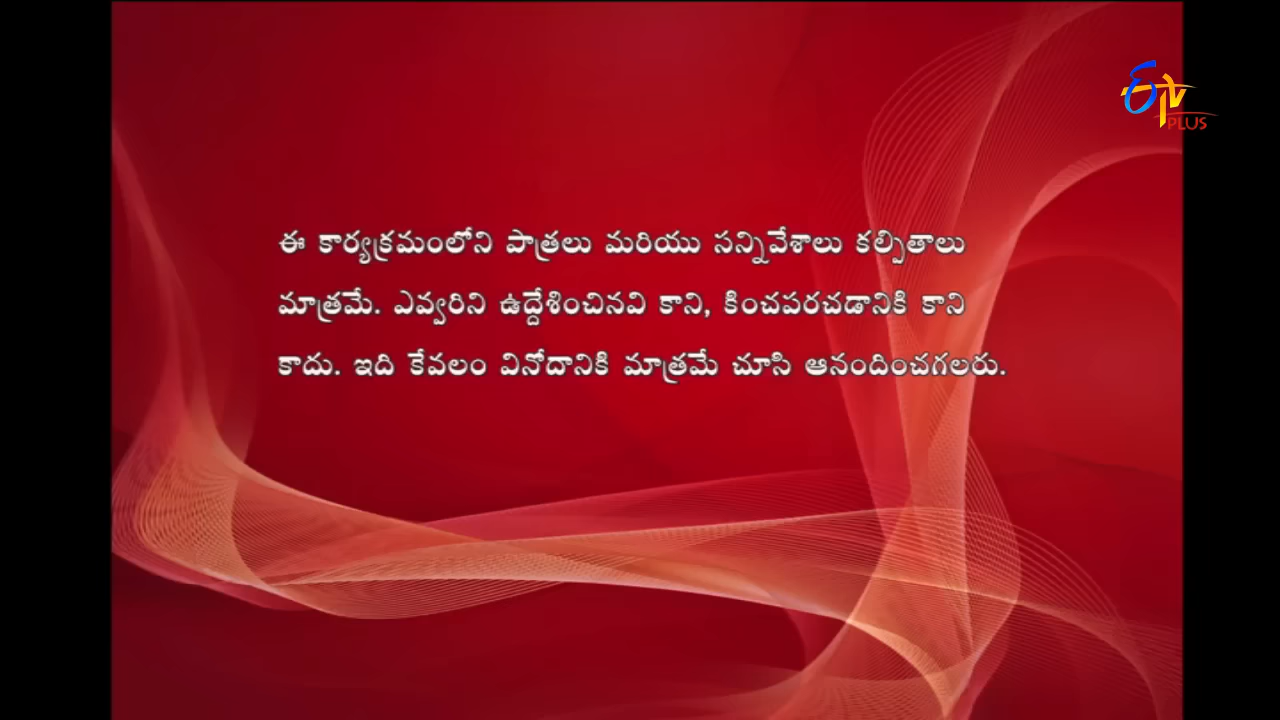 ETV
PLUS
ఈ కార్యక్రమంలోని పాత్రలు మరియు సన్నివేశాలు కల్పితాలు
మాత్రమే. ఎవ్వరిని ఉద్దేశించినవి కాని, కించపరచడానికి కాని
కాదు. ఇది కేవలం వినోదానికి మాత్రమే చూసి ఆనందించగలరు.